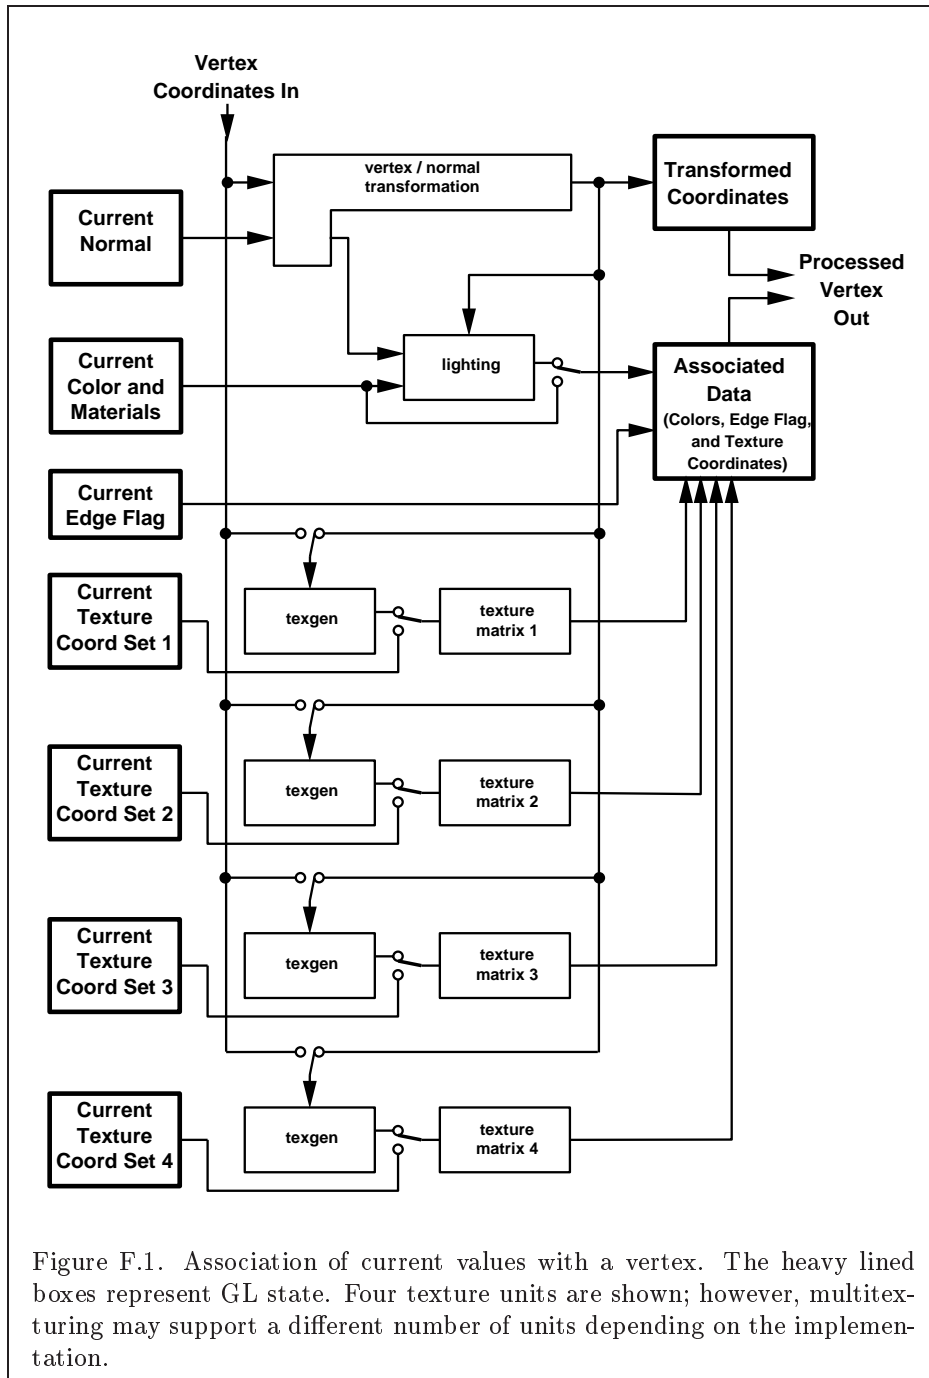 Vertex
Coordinates In
vertex / normal
transformation
Transformed
Coordinates
Current
Normal
Processed
Vertex
Out
Current
Color and
Materials
lighting
Associated
Data
(Colors, Edge Flag,
and Texture
Coordinates)
Current
Edge Flag
Current
Texture
Coord Set 1
texgen
texture
matrix 1
Current
Texture
Coord Set 2
texgen
texture
matrix 2
Current
Texture
Coord Set 3
texgen
texture
matrix 3
Current
Texture
Coord Set 4
texgen
texture
matrix 4
Figure F.1. Association of current values with a vertex. The heavy lined
boxes represent GL state. Four texture units are shown; however, multitex-
turing may support a different number of units depending on the implemen-
tation.